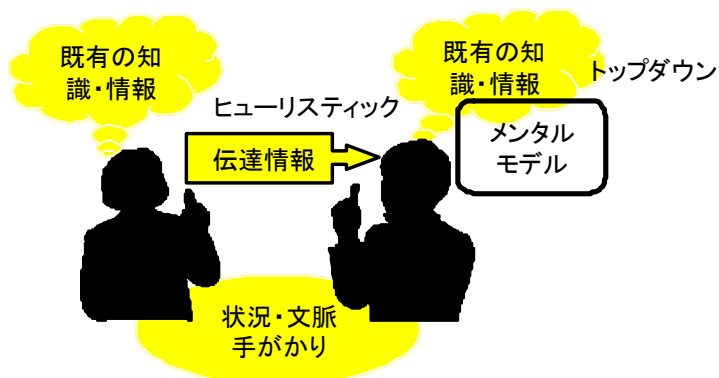 既有の知
識・情報
既有の知
識・情報
トップダウン
ヒューリスティック
メンタル
モデル
伝達情報
状況・文脈
手がかり